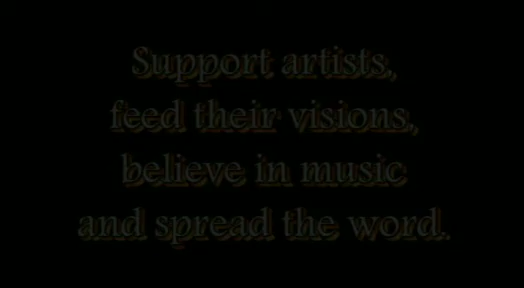 Support artists,
feed their visions,
believe in music
and spread the word.